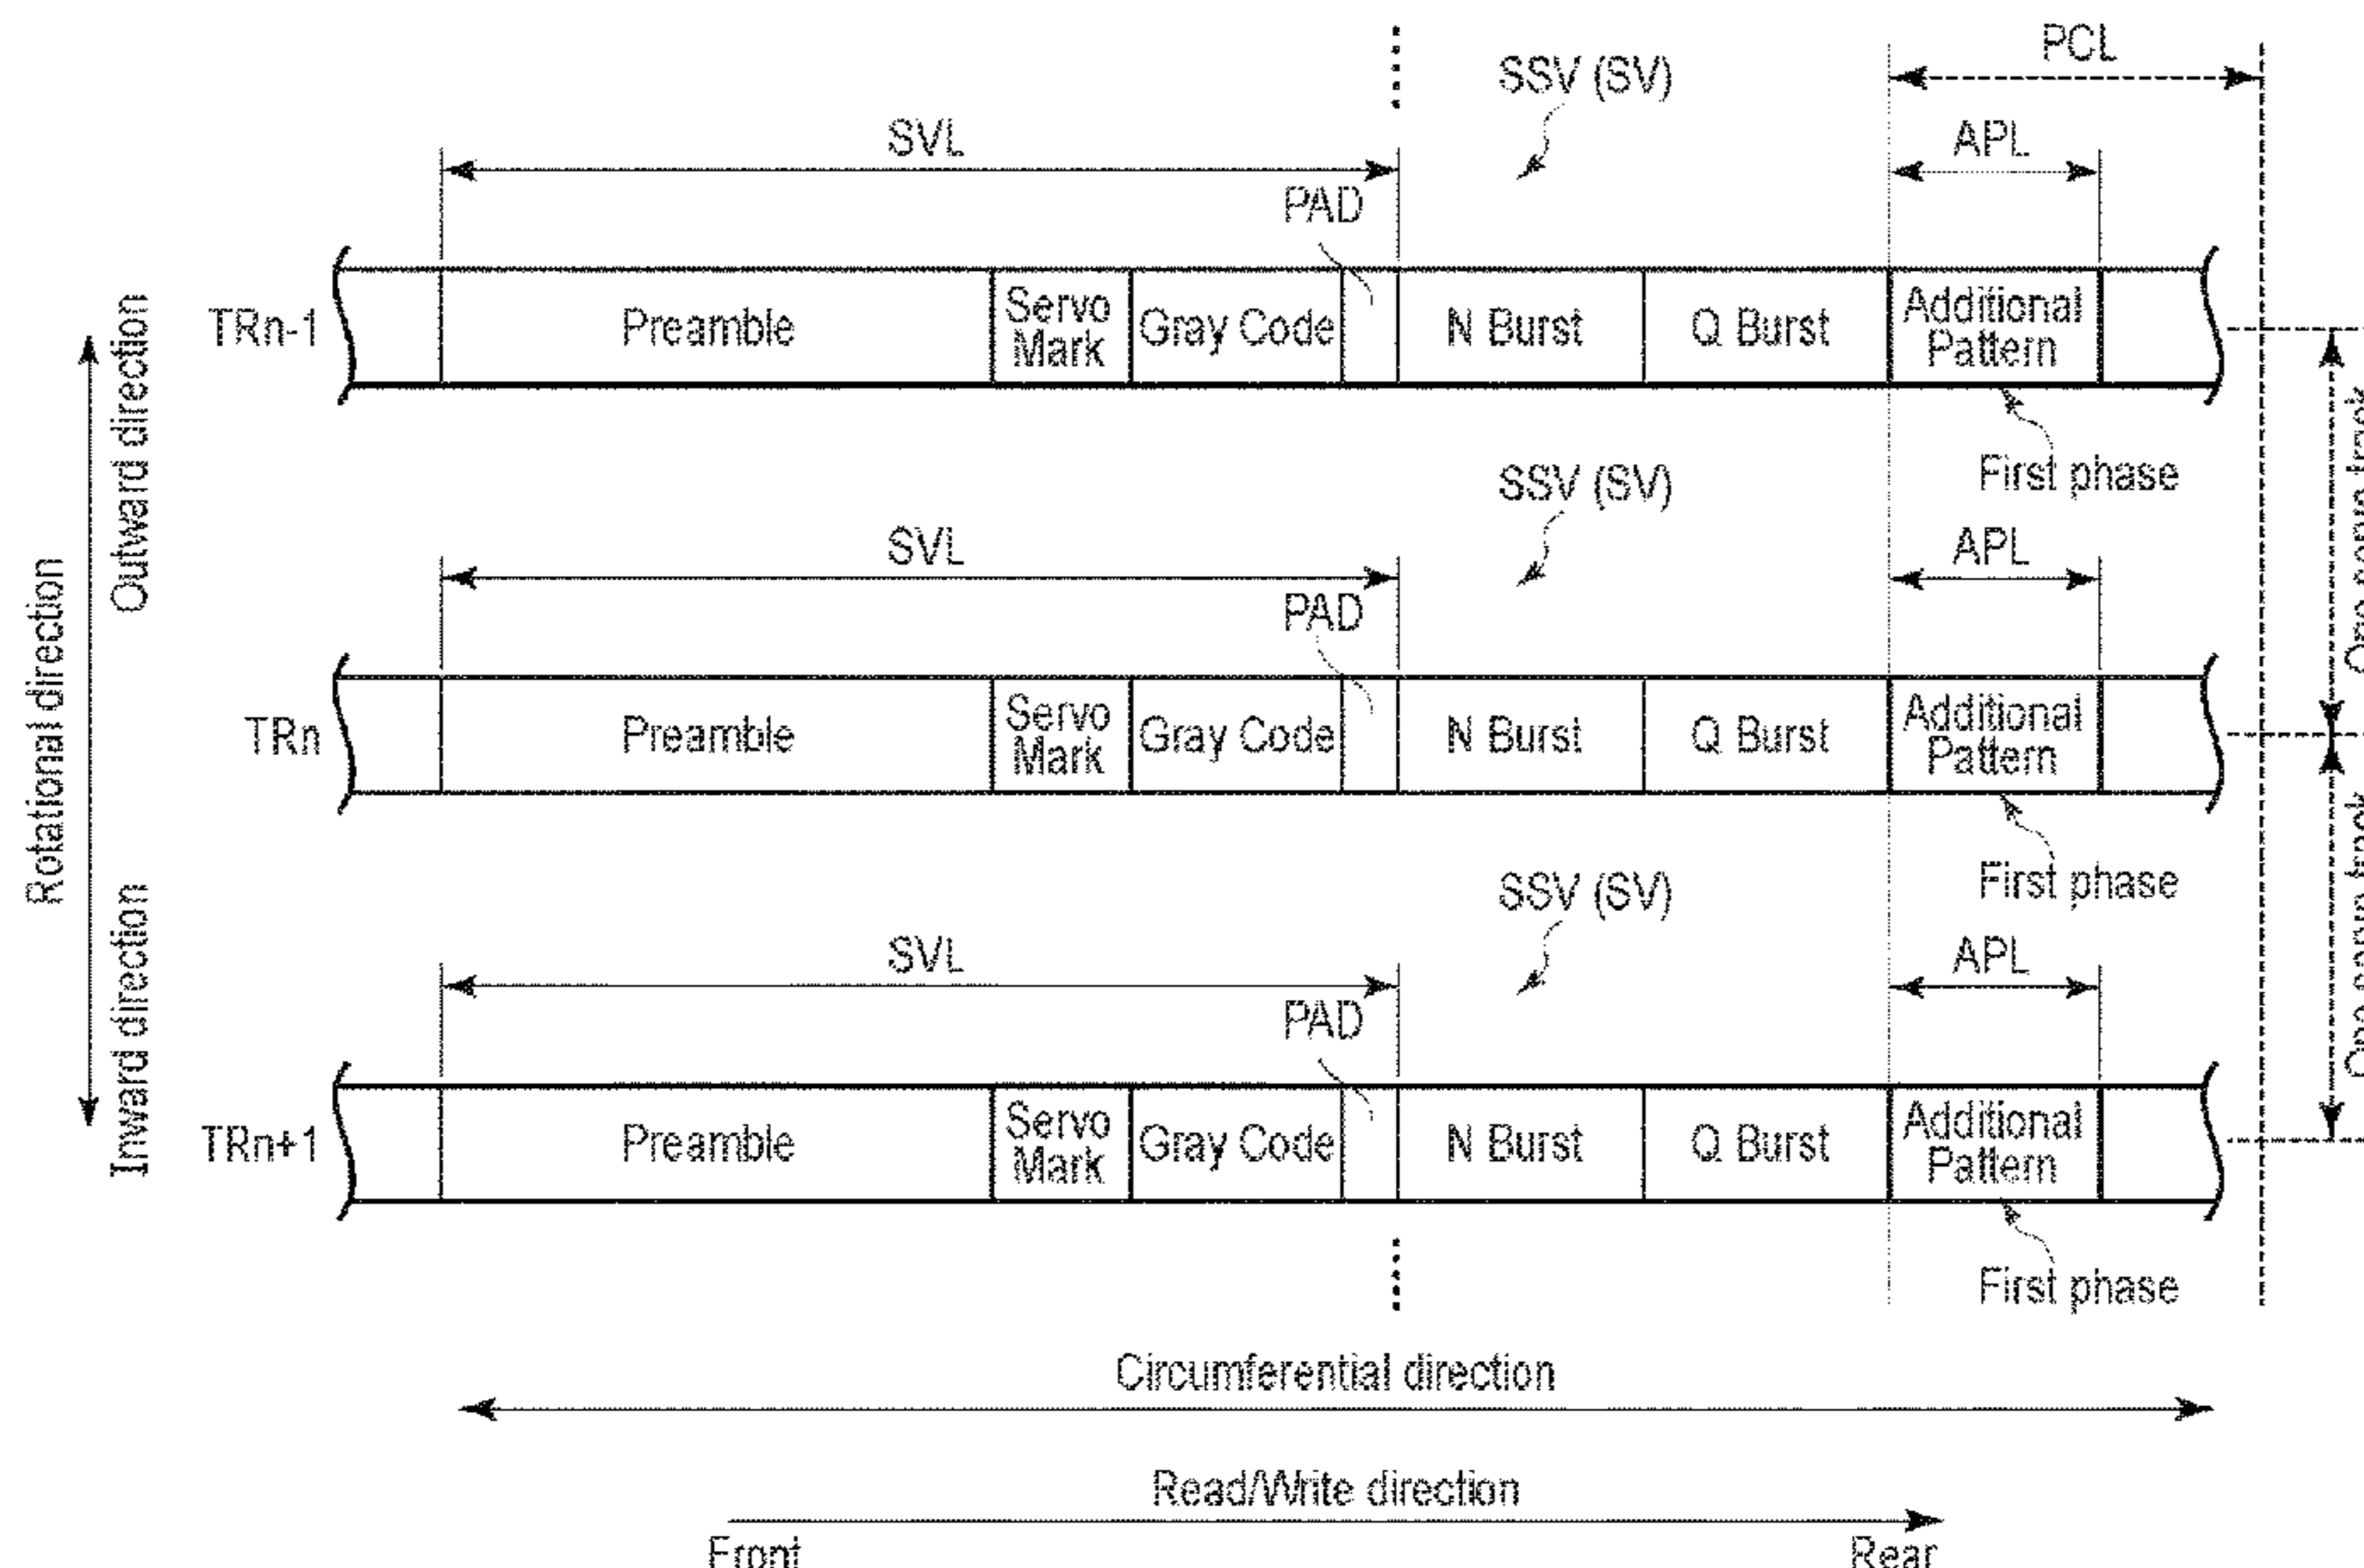 PCL
SSV (SV)
SVL
APL
PAD
TRn-1
Preamble
Servo
Mark
Gray Code
N Burst
Q Burst
Additional
Pattern
First phase
SSV (SV)
SVL
APL
PAD
TRn
Preamble
Servo
Mark
Gray Code
N Burst
Q Burst
Additional
Pattern
First phase
SSV (SV)
SVL
APL
PAD
TRn+1
Preamble
Servo
Mark
Gray Code
N Burst
Q Burst
Additional
Pattern
First phase
Rotational direction
Outward direction
Inward direction
Circumferential direction
Read/Write direction
Front
Rear